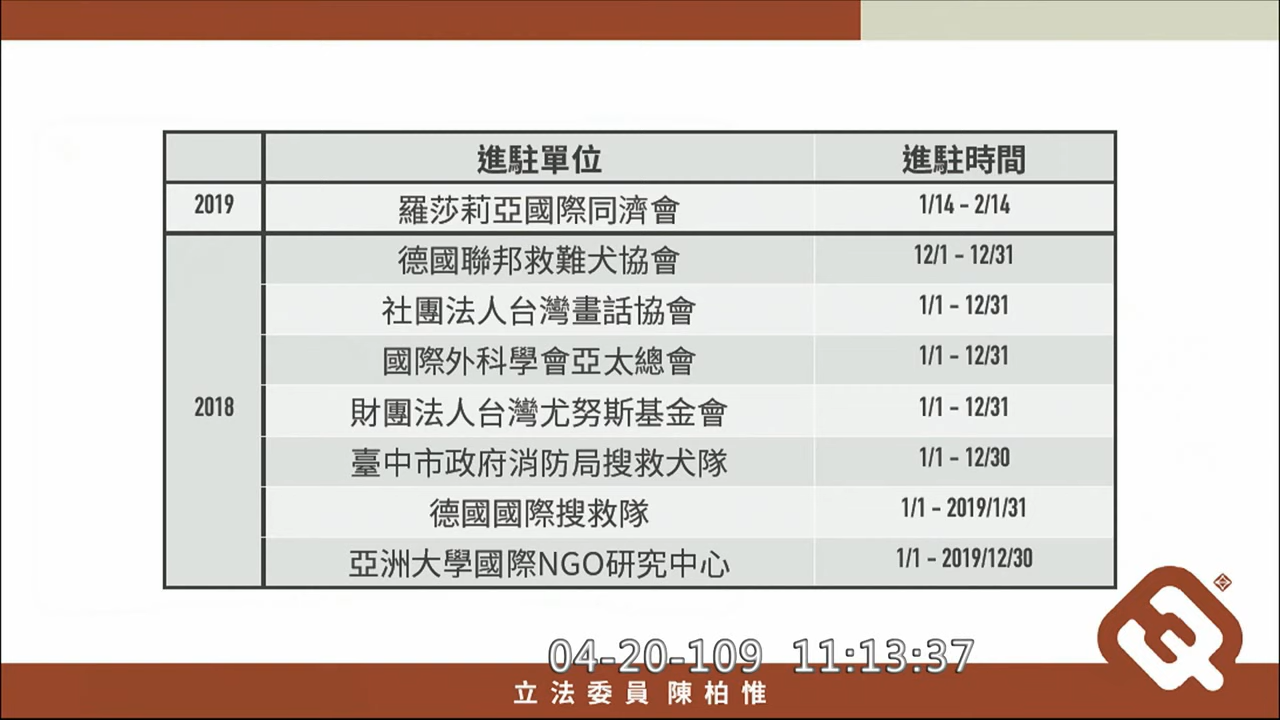 進駐單位 進駐時間
2019 羅莎莉亞國際同濟會 1/14 – 2/14
德國聯邦救難犬協會 12/1 – 12/31
社團法人台灣畫話協會 1/1 – 12/31
國際外科學會亞太總會 1/1 – 12/31
2018 財團法人台灣尤努斯基金會 1/1 – 12/31
臺中市政府消防局搜救犬隊 1/1 – 12/30
德國國際搜救隊 1/1 – 2019/1/31
亞洲大學國際NGO研究中心 1/1 – 2019/12/30
04-20-109 11:13:37
立法委員 陳柏惟